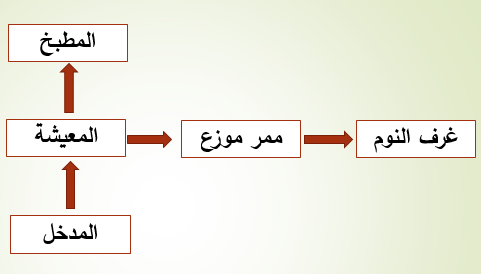 المطبخ
المعيشة
ممر موزع
غرف النوم
المدخل